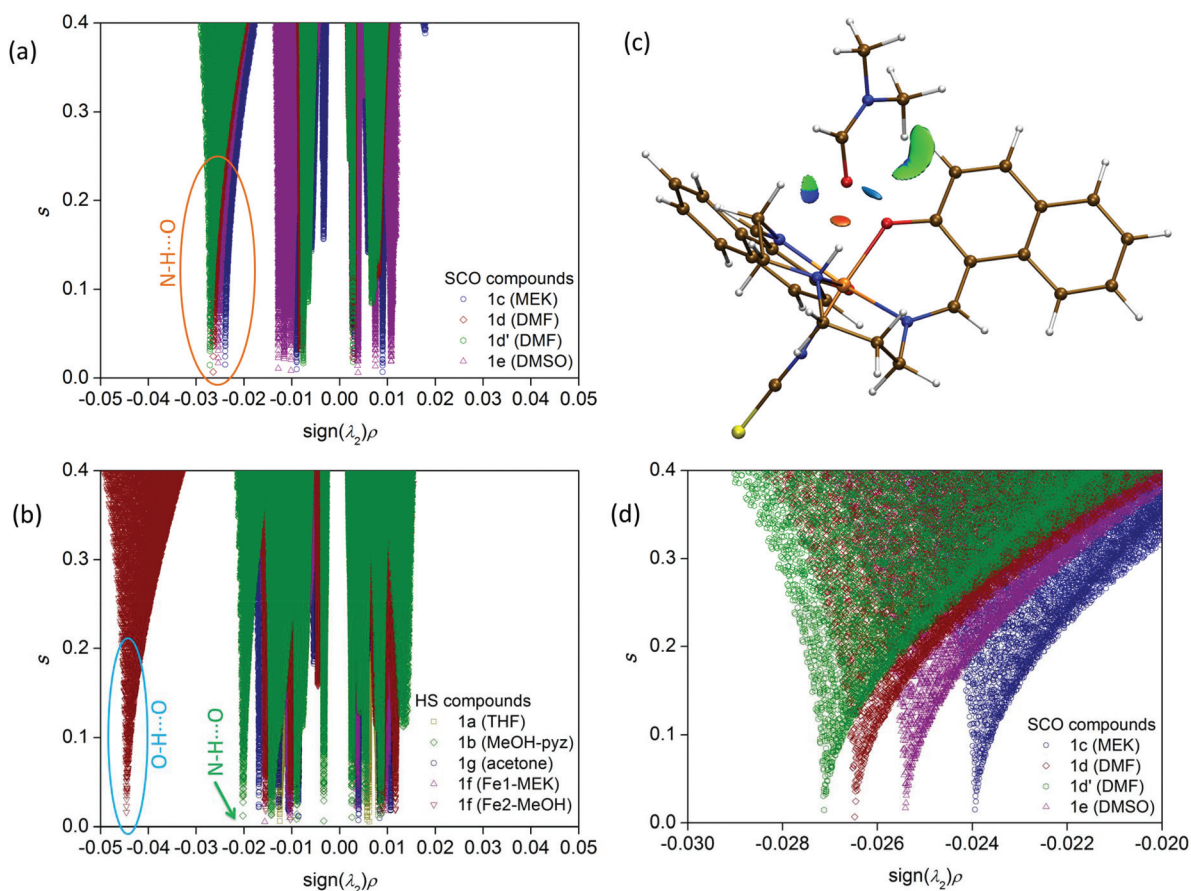 (a)
0.4
0.3
0.2
0.1
0.0
s
N-H···O
SCO compounds
1c (MEK)
1d (DMF)
1d' (DMF)
1e (DMSO)
-0.05 -0.04 -0.03 -0.02 -0.01 0.00 0.01 0.02 0.03 0.04 0.05
sign(λ2)ρ
(c)
(b)
0.4
0.3
0.2
0.1
0.0
s
O-H···O
N-H···O
HS compounds
1a (THF)
1b (MeOH-pyz)
1g (acetone)
1f (Fe1-MEK)
1f (Fe2-MeOH)
-0.05 -0.04 -0.03 -0.02 -0.01 0.00 0.01 0.02 0.03 0.04 0.05
sign(λ2)ρ
(d)
0.4
0.3
0.2
0.1
0.0
s
SCO compounds
1c (MEK)
1d (DMF)
1d' (DMF)
1e (DMSO)
-0.030 -0.028 -0.026 -0.024 -0.022 -0.020
sign(λ2)ρ